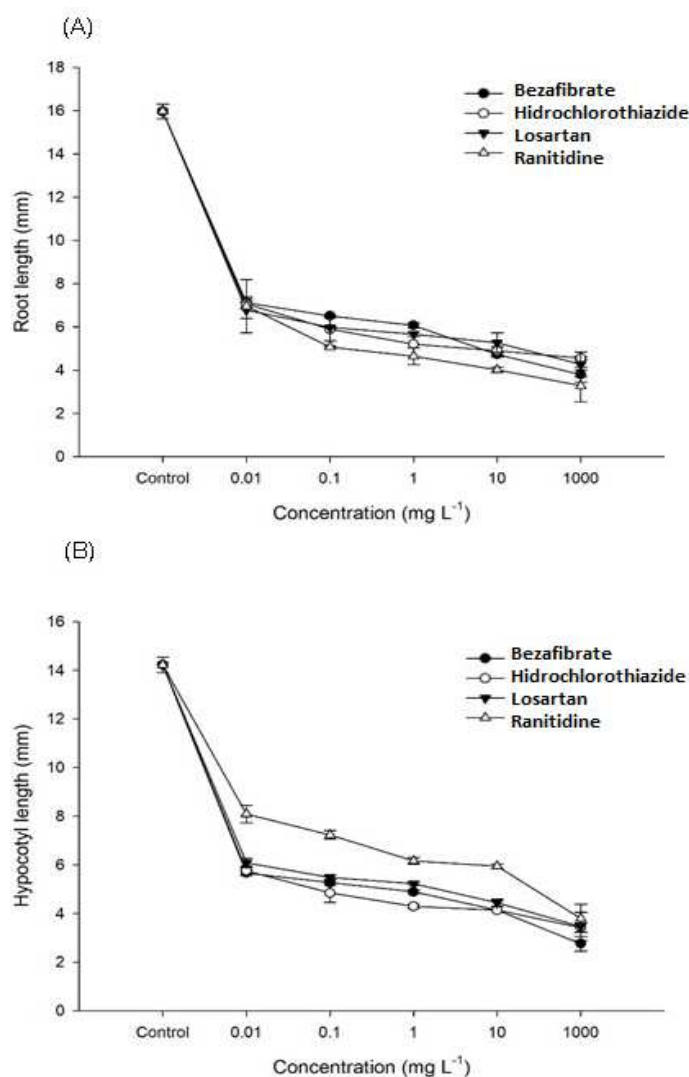 (A)
Bezafibrate
Hidrochlorothiazide
Losartan
Ranitidine
18
16
14
12
10
8
6
4
2
0
Root length (mm)
Control 0.01 0.1 1 10 1000
Concentration (mg L⁻¹)
(B)
Bezafibrate
Hidrochlorothiazide
Losartan
Ranitidine
16
14
12
10
8
6
4
2
0
Hypocotyl length (mm)
Control 0.01 0.1 1 10 1000
Concentration (mg L⁻¹)